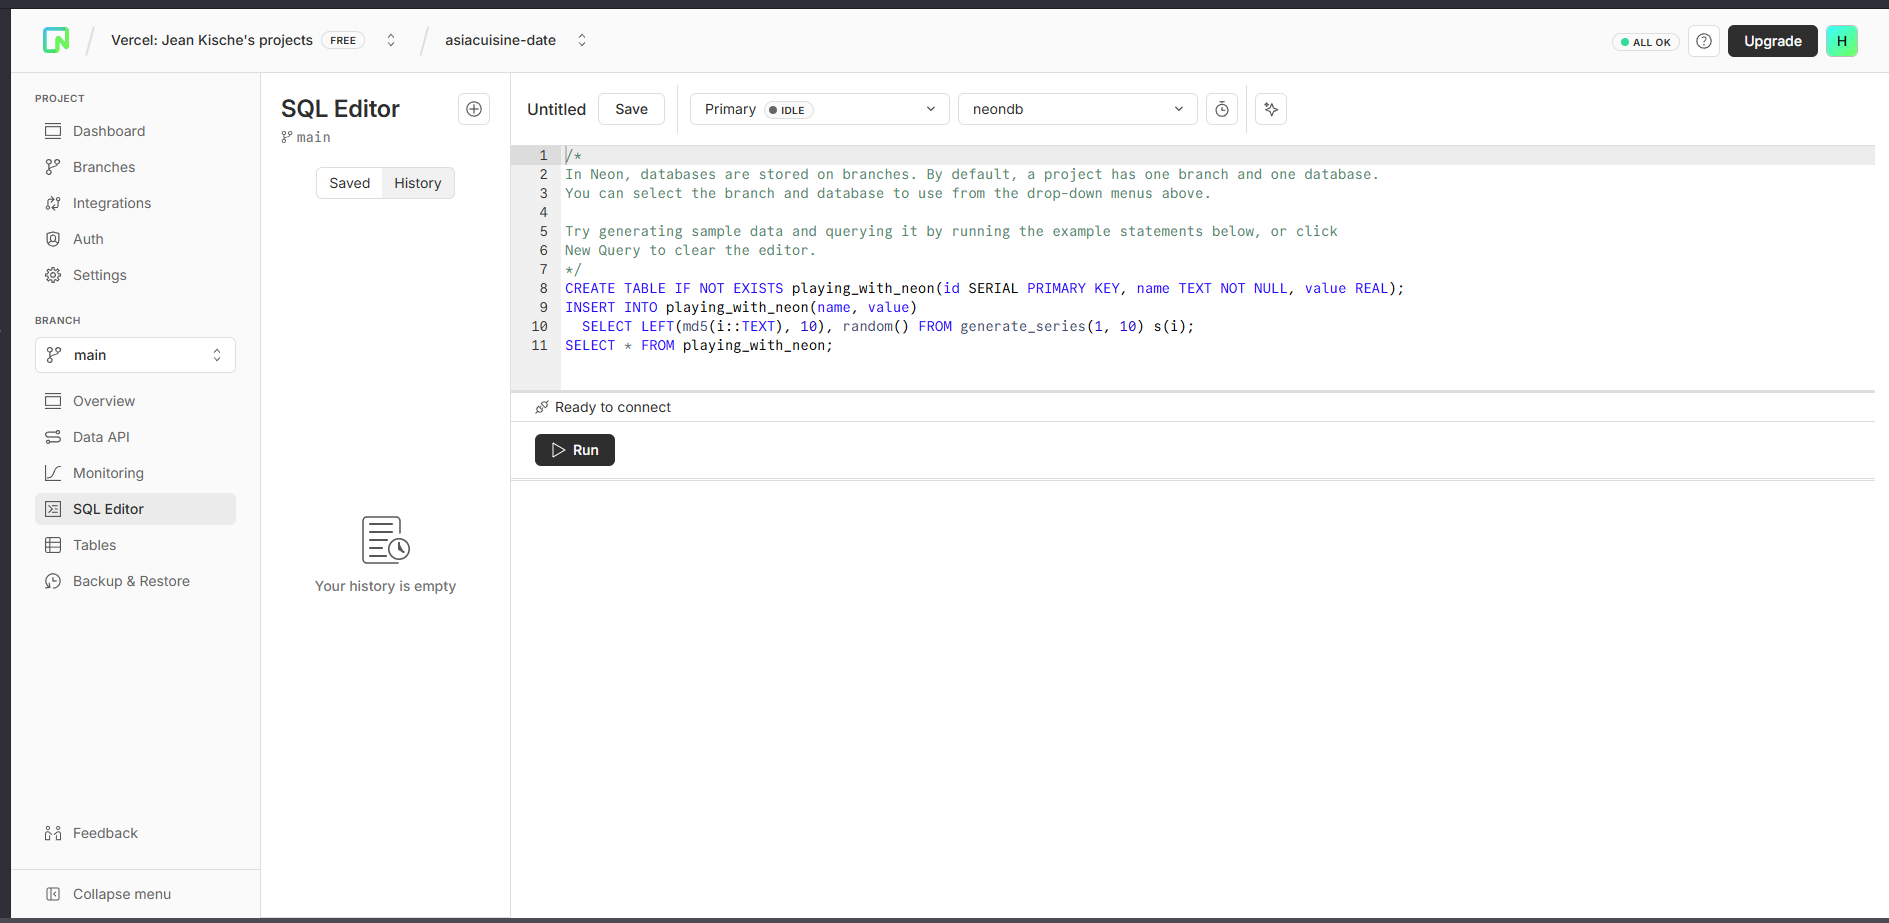 Vercel: Jean Kische's projects FREE
asiacuisine-date
ALL OK
Upgrade
H
PROJECT
Dashboard
Branches
Integrations
Auth
Settings
BRANCH
main
Overview
Data API
Monitoring
SQL Editor
Tables
Backup & Restore
Feedback
Collapse menu
SQL Editor
main
Saved History
Your history is empty
Untitled Save Primary IDLE neondb
1 /*
2 In Neon, databases are stored on branches. By default, a project has one branch and one database.
3 You can select the branch and database to use from the drop-down menus above.
4
5 Try generating sample data and querying it by running the example statements below, or click
6 New Query to clear the editor.
7 */
8 CREATE TABLE IF NOT EXISTS playing_with_neon(id SERIAL PRIMARY KEY, name TEXT NOT NULL, value REAL);
9 INSERT INTO playing_with_neon(name, value)
10   SELECT LEFT(md5(i::TEXT), 10), random() FROM generate_series(1, 10) s(i);
11 SELECT * FROM playing_with_neon;
Ready to connect
Run